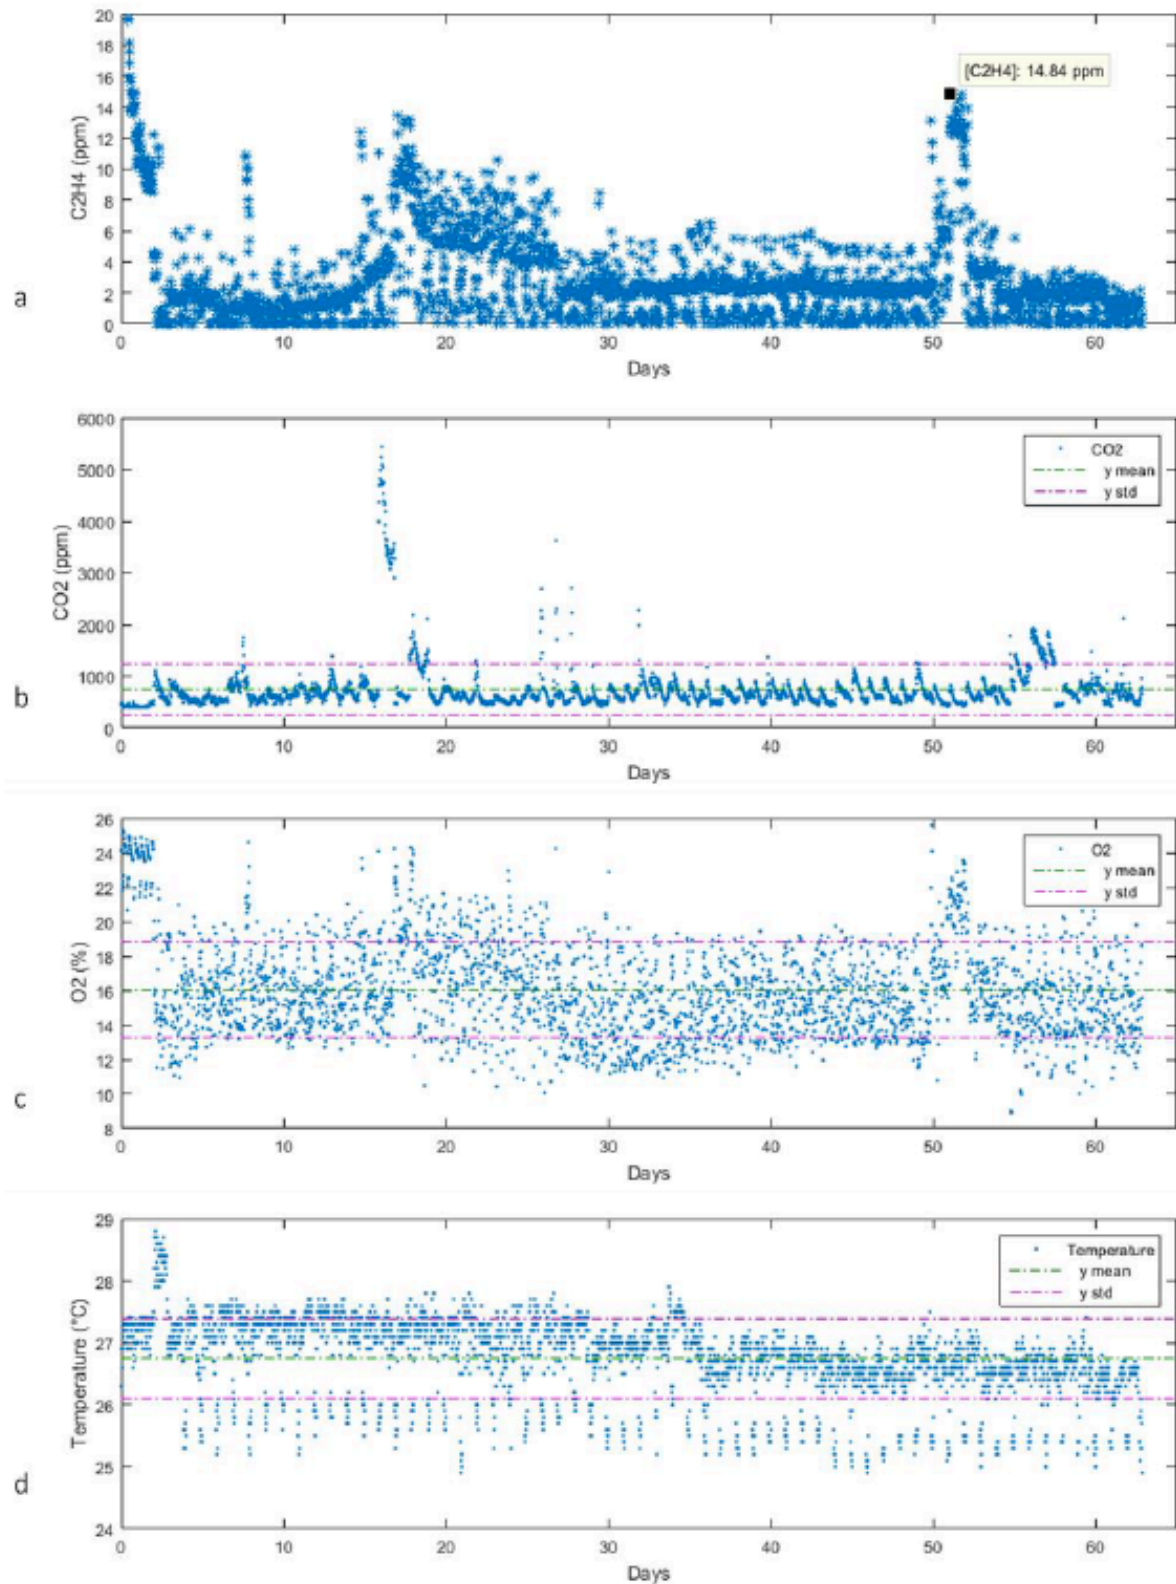 20
18
16
14
12
10
8
6
4
2
0
C2H4 (ppm)
[C2H4]: 14.84 ppm
a
0 10 20 30 40 50 60
Days
6000
5000
4000
3000
2000
1000
0
CO2 (ppm)
CO2
y mean
y std
b
0 10 20 30 40 50 60
Days
26
24
22
20
18
16
14
12
10
8
O2 (%)
O2
y mean
y std
c
0 10 20 30 40 50 60
Days
29
28
27
26
25
24
Temperature (°C)
Temperature
y mean
y std
d
0 10 20 30 40 50 60
Days